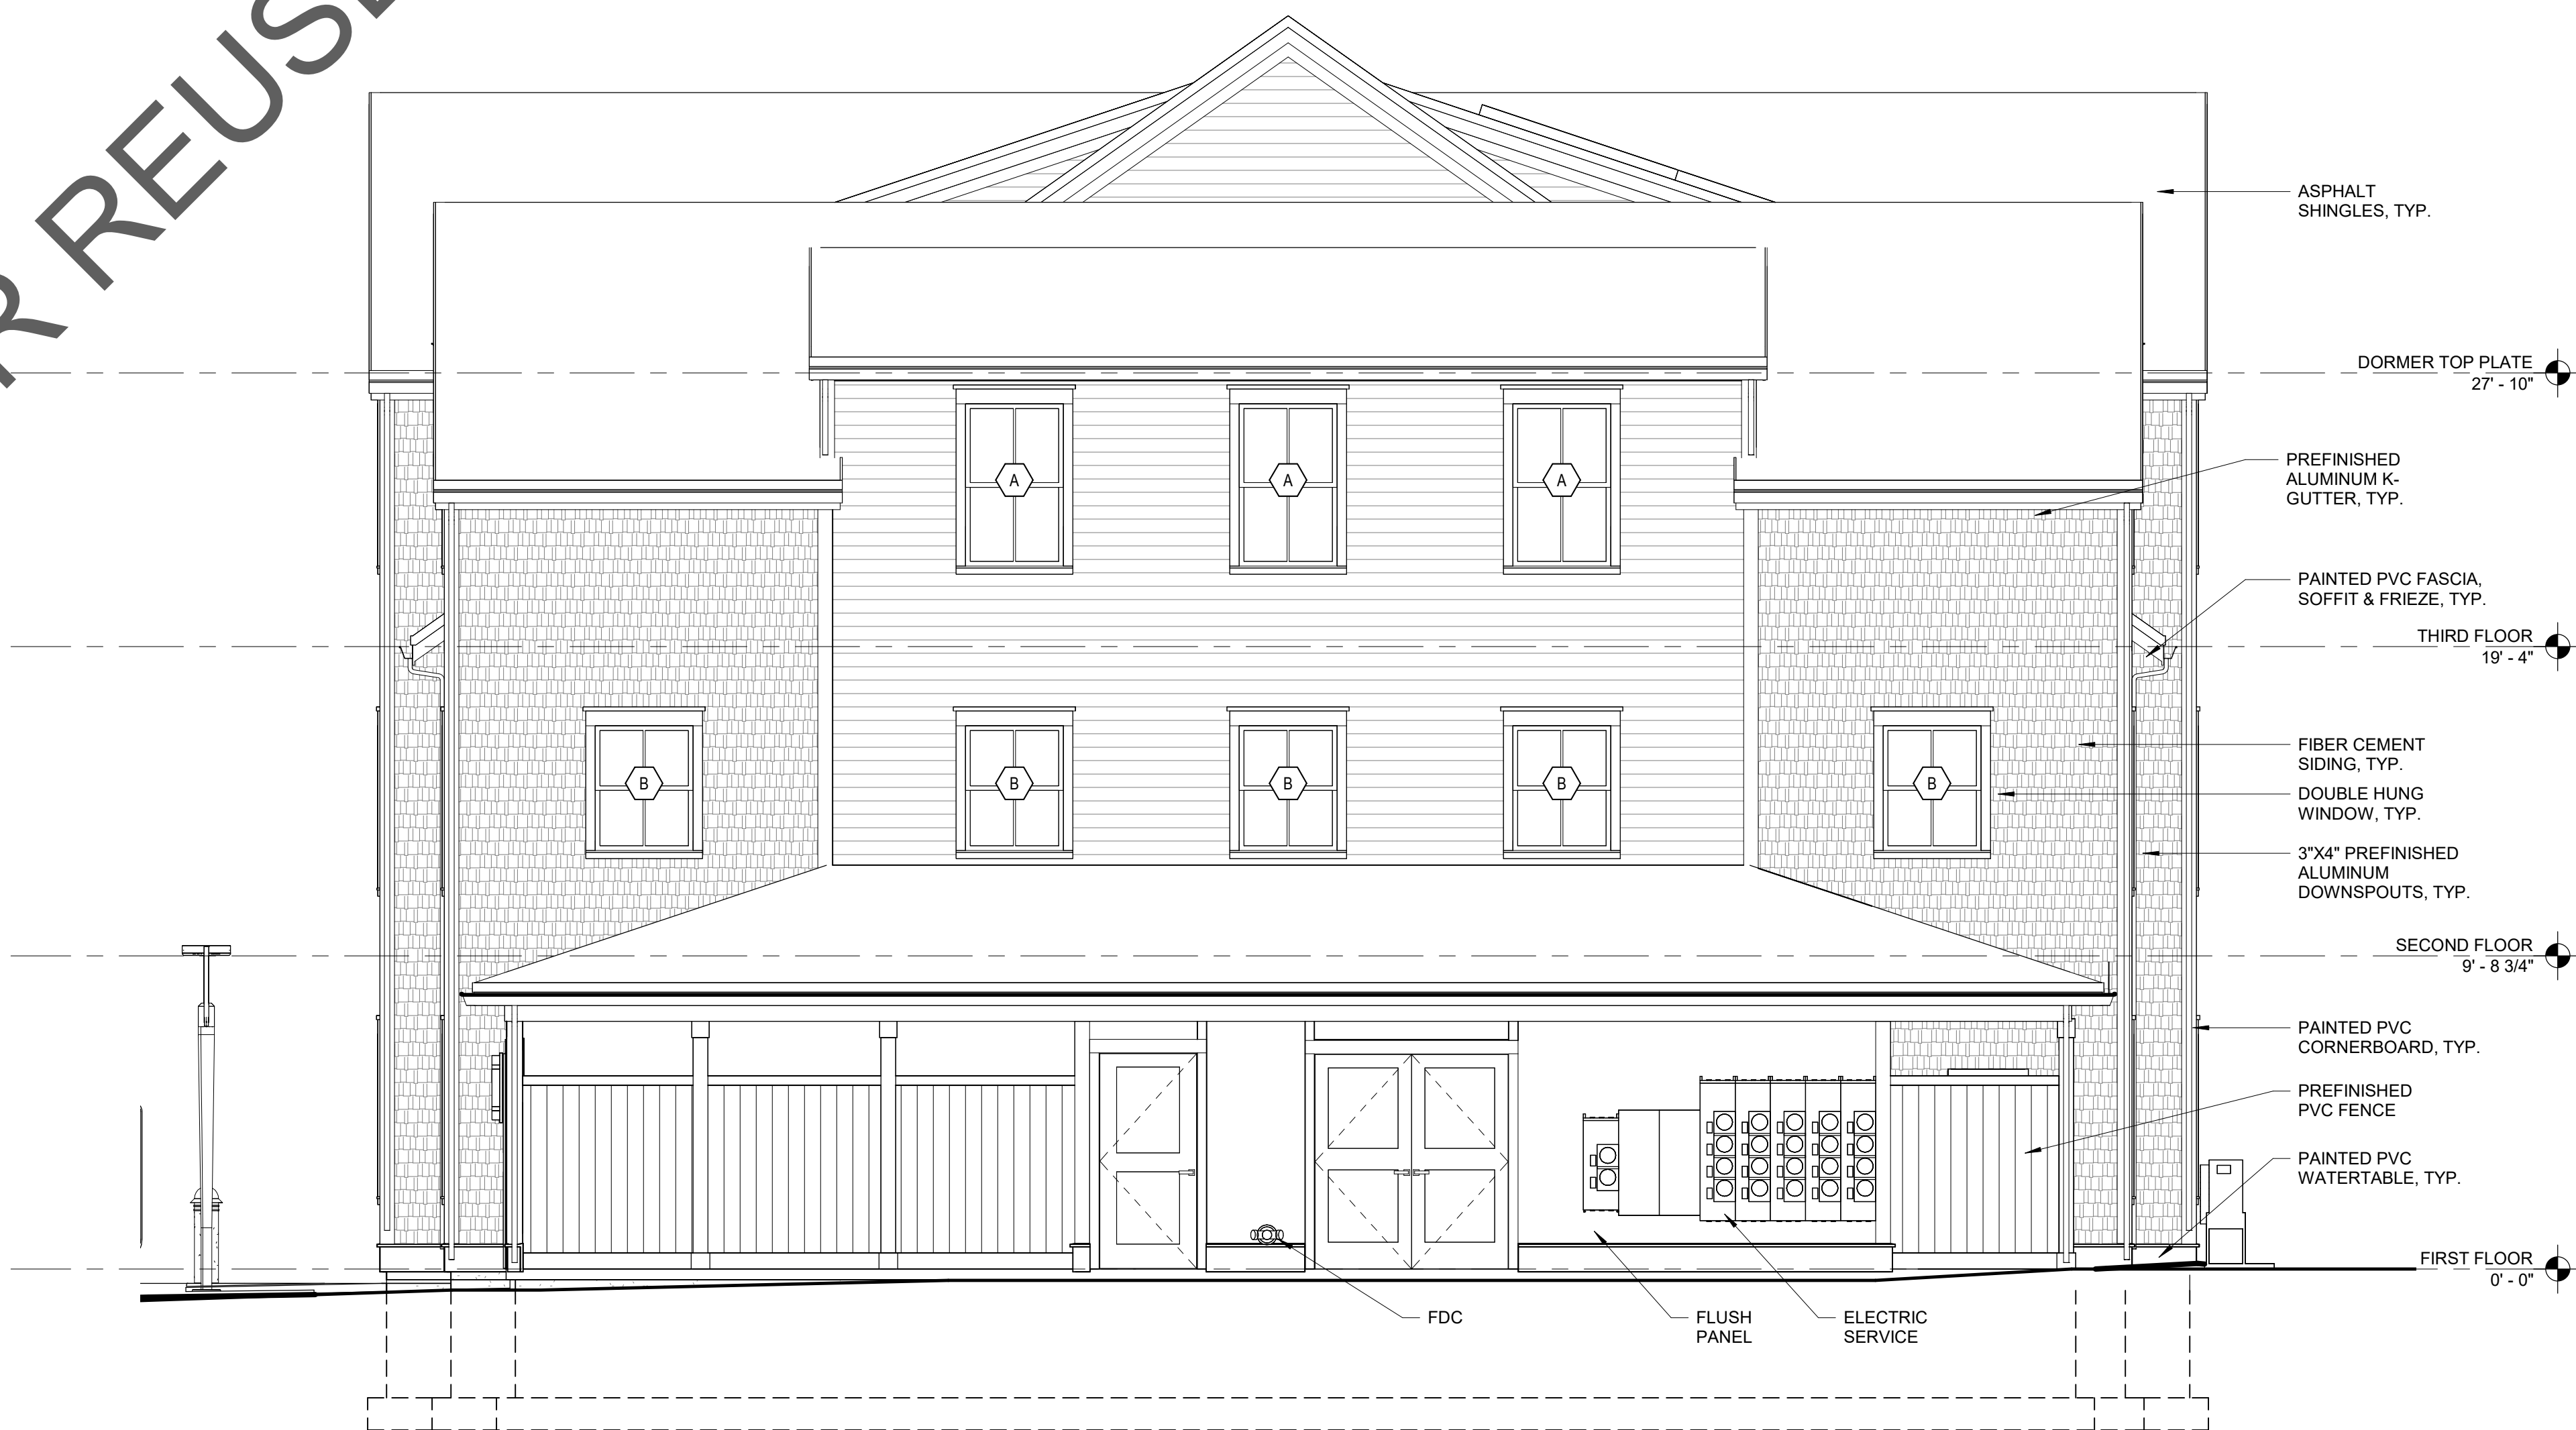 R REUSE
ASPHALT
SHINGLES, TYP.
DORMER TOP PLATE
27' - 10"
PREFINISHED
ALUMINUM K-
GUTTER, TYP.
A
A
A
PAINTED PVC FASCIA,
SOFFIT & FRIEZE, TYP.
THIRD FLOOR
19' - 4"
FIBER CEMENT
SIDING, TYP.
B
B
B
B
B
DOUBLE HUNG
WINDOW, TYP.
3"X4" PREFINISHED
ALUMINUM
DOWNSPOUTS, TYP.
SECOND FLOOR
9' - 8 3/4"
PAINTED PVC
CORNERBOARD, TYP.
PREFINISHED
PVC FENCE
PAINTED PVC
WATERTABLE, TYP.
FIRST FLOOR
0' - 0"
FDC
FLUSH
PANEL
ELECTRIC
SERVICE